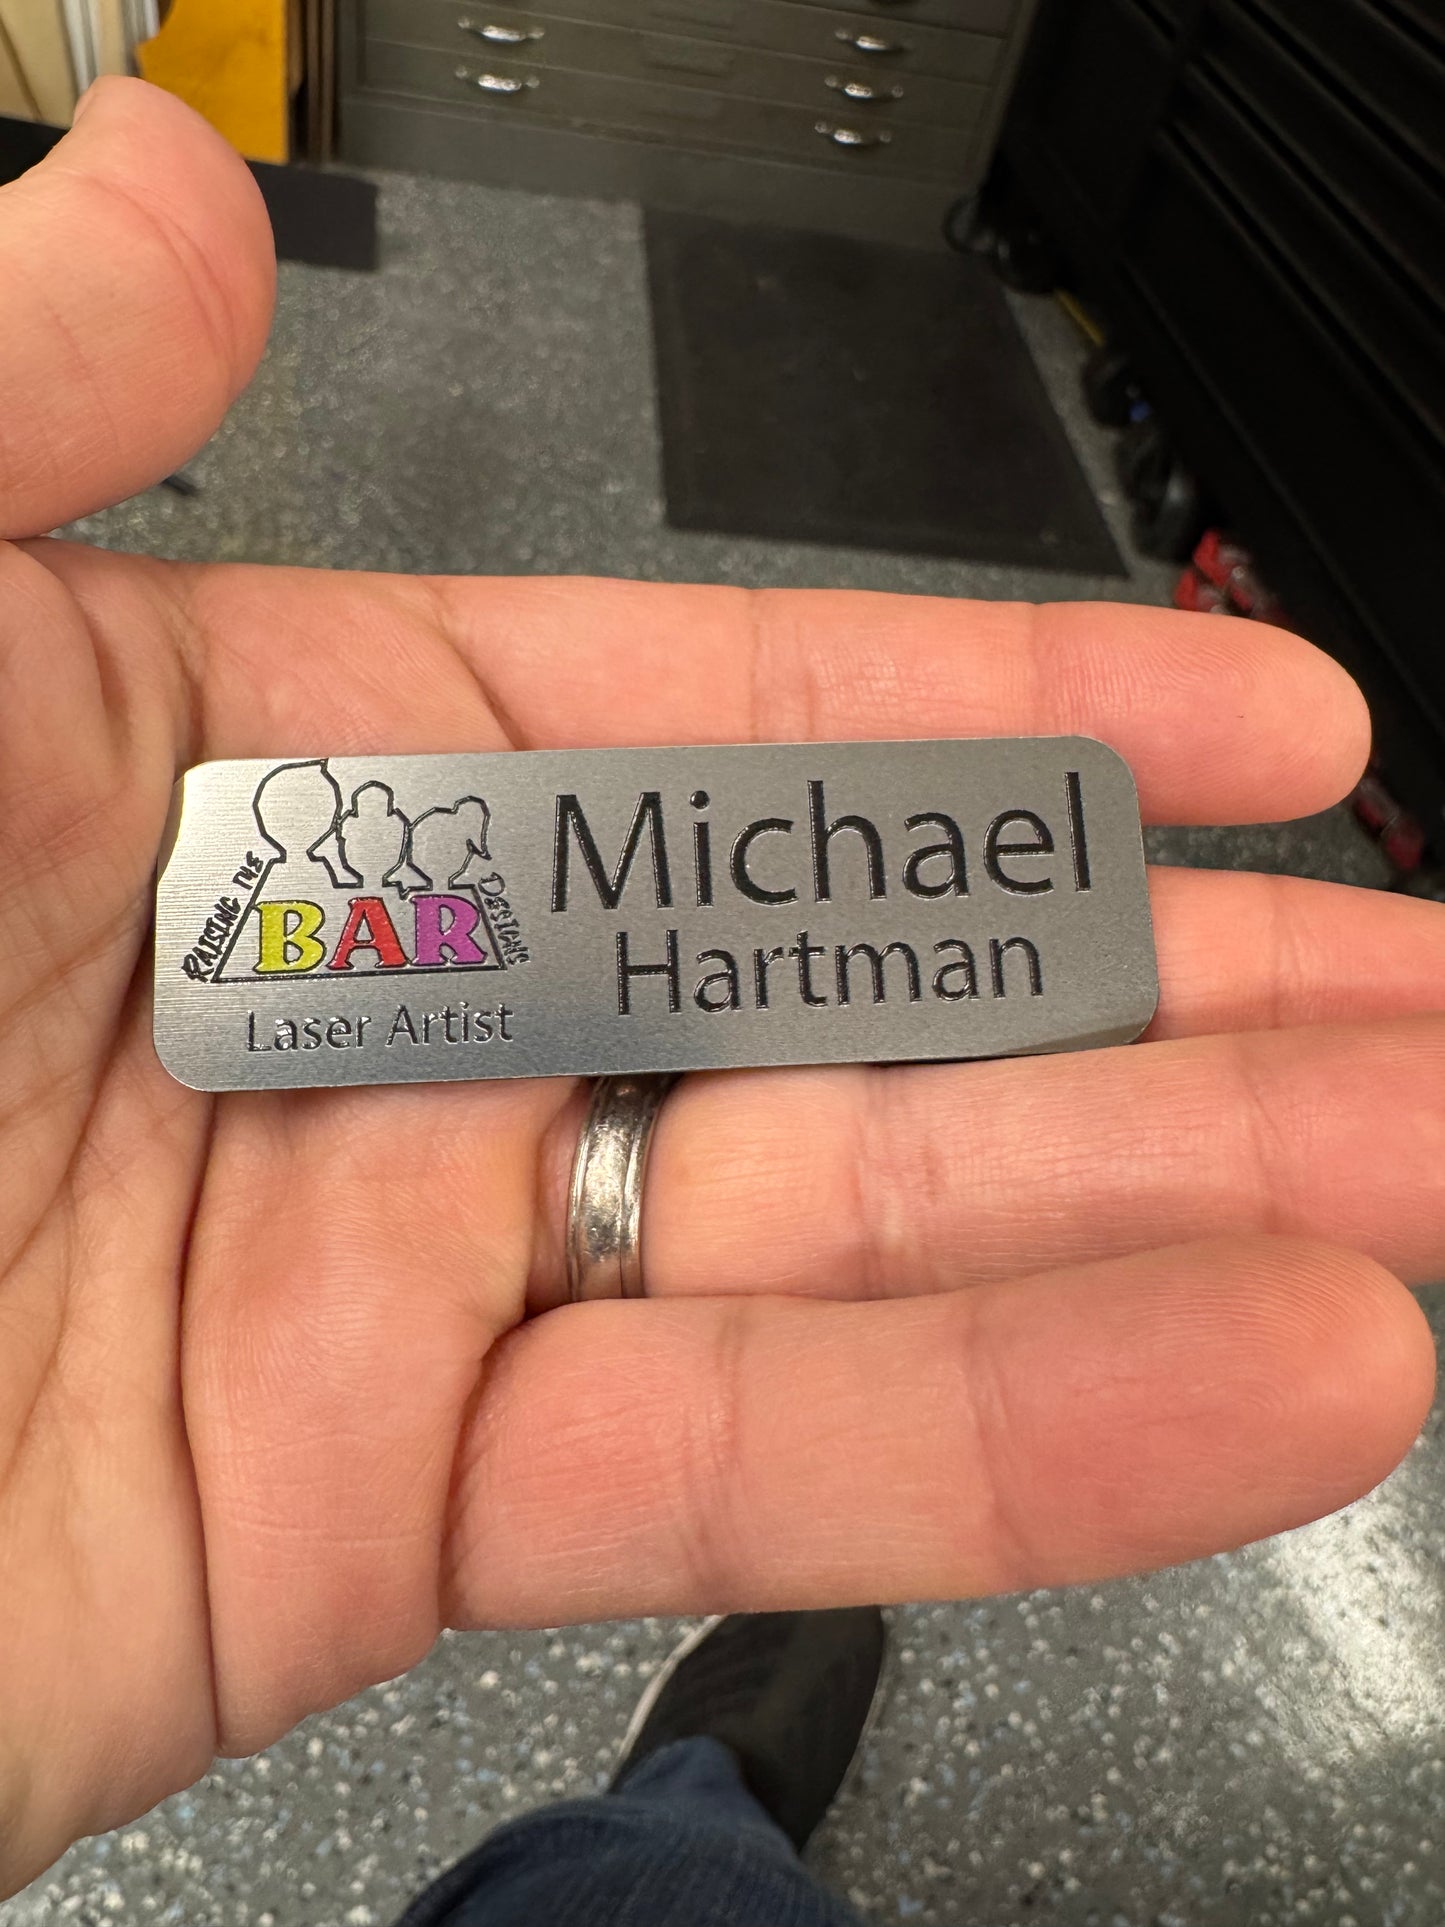 RAISING THE
BAR
DESIGNS
Laser Artist
Michael
Hartman